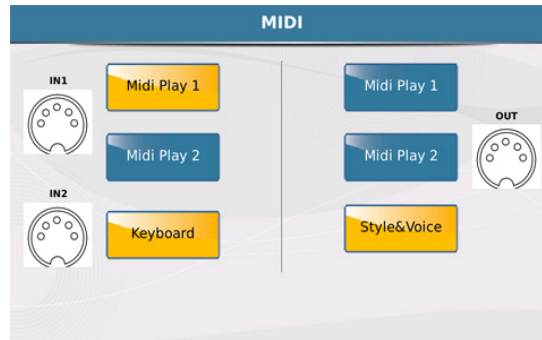 MIDI
IN1
Midi Play 1
Midi Play 2
IN2
Keyboard
Midi Play 1
OUT
Midi Play 2
Style&Voice